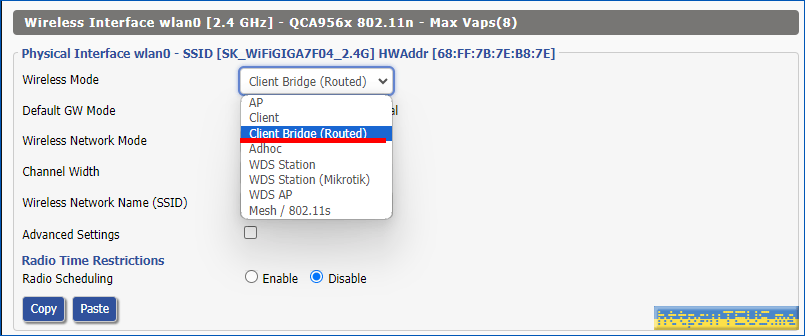 Wireless Interface wlan0 [2.4 GHz] - QCA956x 802.11n - Max Vaps(8)
Physical Interface wlan0 - SSID [SK_WiFiGIGA7F04_2.4G] HWAddr [68:FF:7B:7E:B8:7E]
Wireless Mode
Client Bridge (Routed)
AP
Client
Client Bridge (Routed)
Adhoc
WDS Station
WDS Station (Mikrotik)
WDS AP
Mesh / 802.11s
Default GW Mode
Wireless Network Mode
Channel Width
Wireless Network Name (SSID)
Advanced Settings
Radio Time Restrictions
Radio Scheduling
Enable Disable
Copy Paste